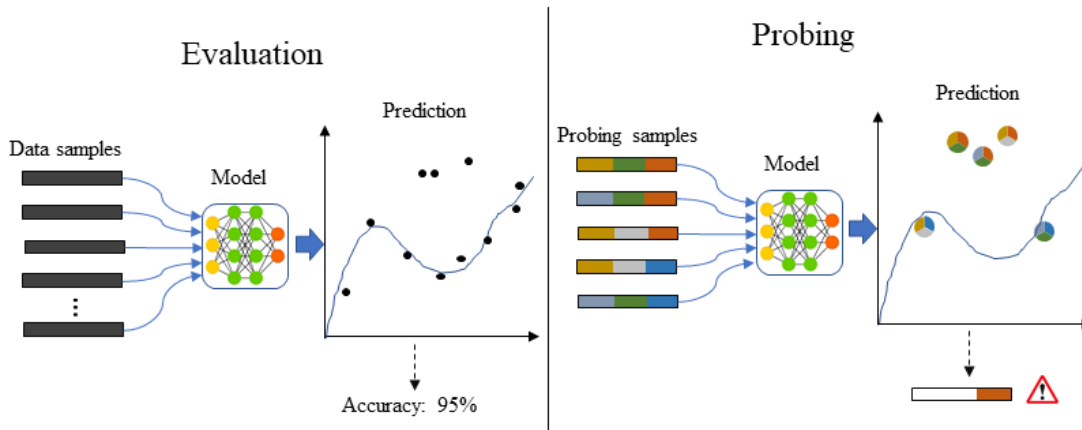 Evaluation
Prediction
Data samples
Model
Accuracy: 95%
Probing
Prediction
Probing samples
Model
!